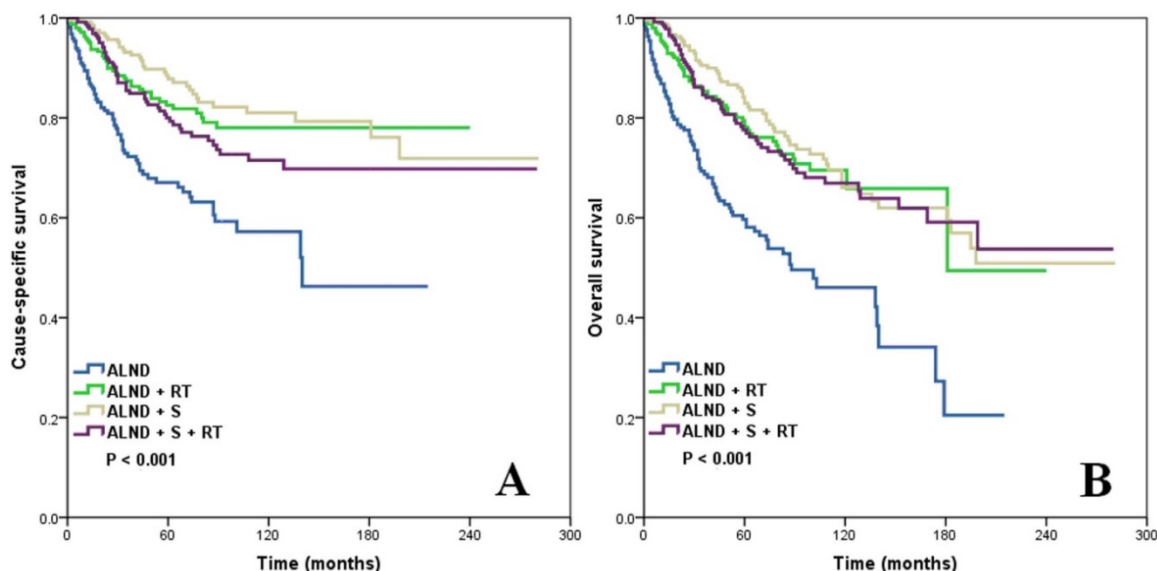 1.0
0.8
0.6
0.4
0.2
0.0
Cause-specific survival
ALND
ALND + RT
ALND + S
ALND + S + RT
P < 0.001
A
0 60 120 180 240 300
Time (months)
1.0
0.8
0.6
0.4
0.2
0.0
Overall survival
ALND
ALND + RT
ALND + S
ALND + S + RT
P < 0.001
B
0 60 120 180 240 300
Time (months)